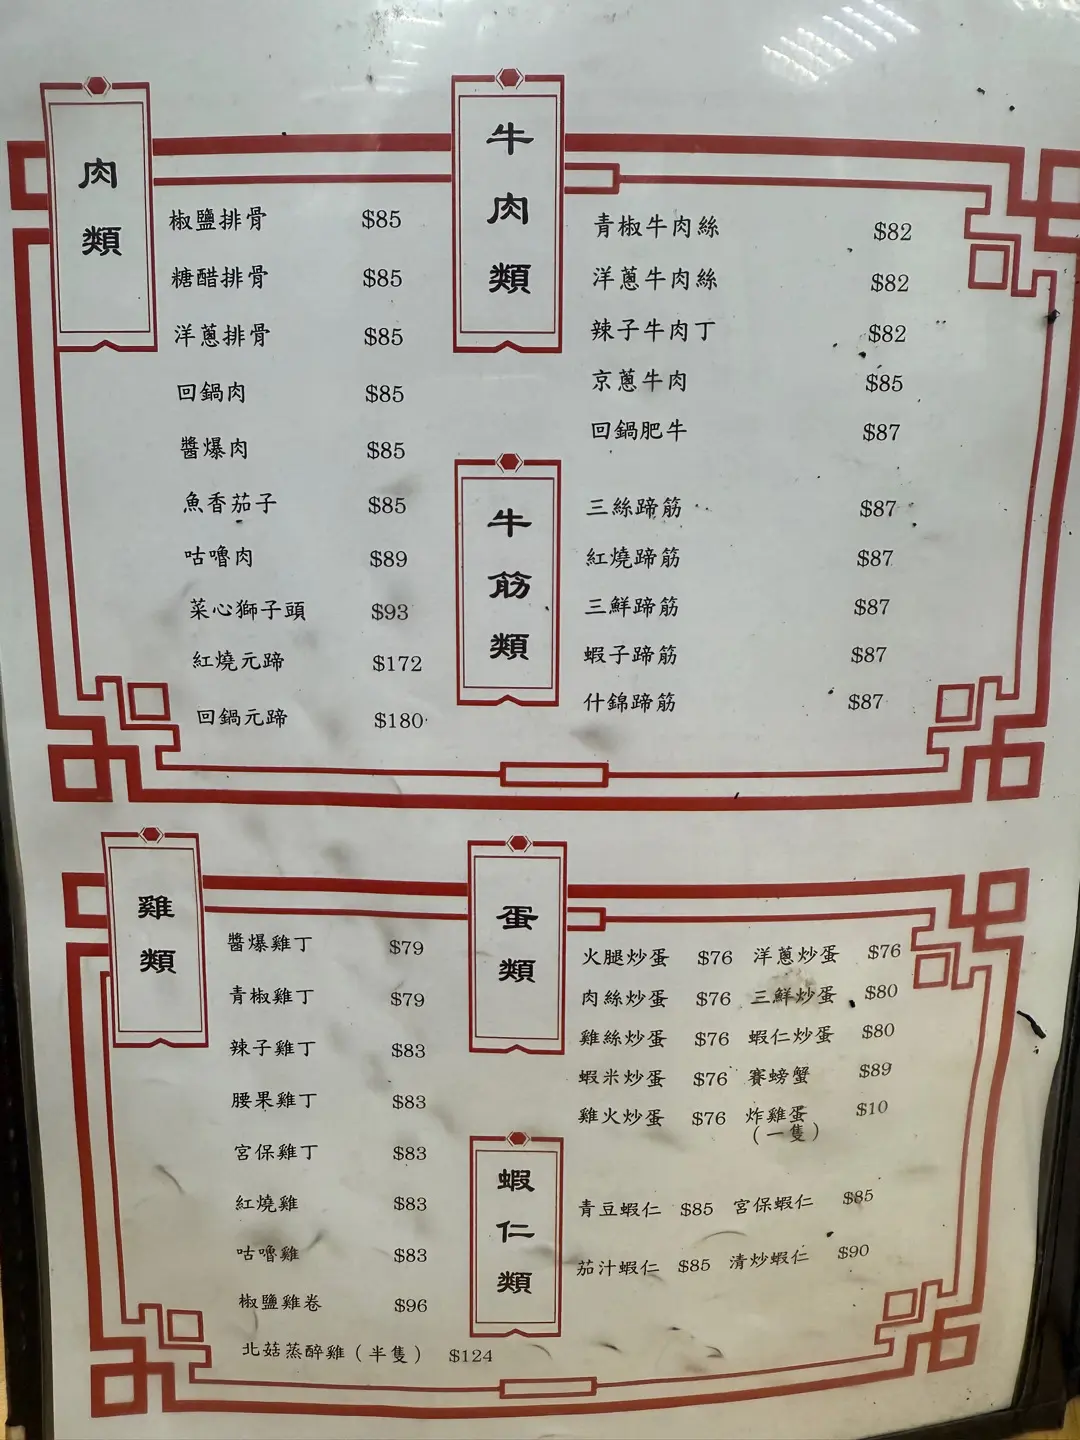 肉類
椒鹽排骨 $85
糖醋排骨 $85
洋蔥排骨 $85
回鍋肉 $85
醬爆肉 $85
魚香茄子 $85
咕嚕肉 $89
菜心獅子頭 $93
紅燒元蹄 $172
回鍋元蹄 $180
牛肉類
青椒牛肉絲 $82
洋蔥牛肉絲 $82
辣子牛肉丁 $82
京蔥牛肉 $85
回鍋肥牛 $87
牛筋類
三絲蹄筋 $87
紅燒蹄筋 $87
三鮮蹄筋 $87
蝦子蹄筋 $87
什錦蹄筋 $87
雞類
醬爆雞丁 $79
青椒雞丁 $79
辣子雞丁 $83
腰果雞丁 $83
宮保雞丁 $83
紅燒雞 $83
咕嚕雞 $83
椒鹽雞卷 $96
北菇蒸醉雞（半隻） $124
蛋類
火腿炒蛋 $76 洋蔥炒蛋 $76
肉絲炒蛋 $76 三鮮炒蛋 $80
雞絲炒蛋 $76 蝦仁炒蛋 $80
蝦米炒蛋 $76 賽螃蟹 $89
雞火炒蛋 $76 炸雞蛋 $10
（一隻）
蝦仁類
青豆蝦仁 $85 宮保蝦仁 $85
茄汁蝦仁 $85 清炒蝦仁 $90